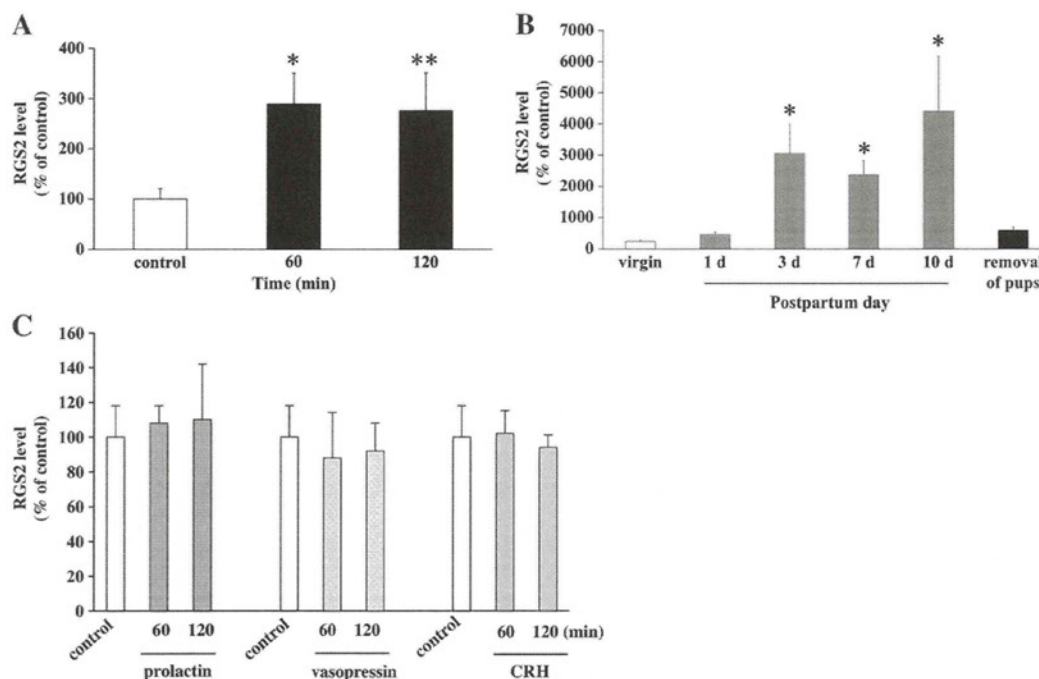 A
RGS2 level
(% of control)
400
300
200
100
0
*
**
control
60
120
Time (min)
B
RGS2 level
(% of control)
7000
6000
5000
4000
3000
2000
1000
0
*
*
*
virgin
1 d
3 d
7 d
10 d
removal
of pups
Postpartum day
C
RGS2 level
(% of control)
160
140
120
100
80
60
40
20
0
control
60
120
prolactin
control
60
120
vasopressin
control
60
120 (min)
CRH